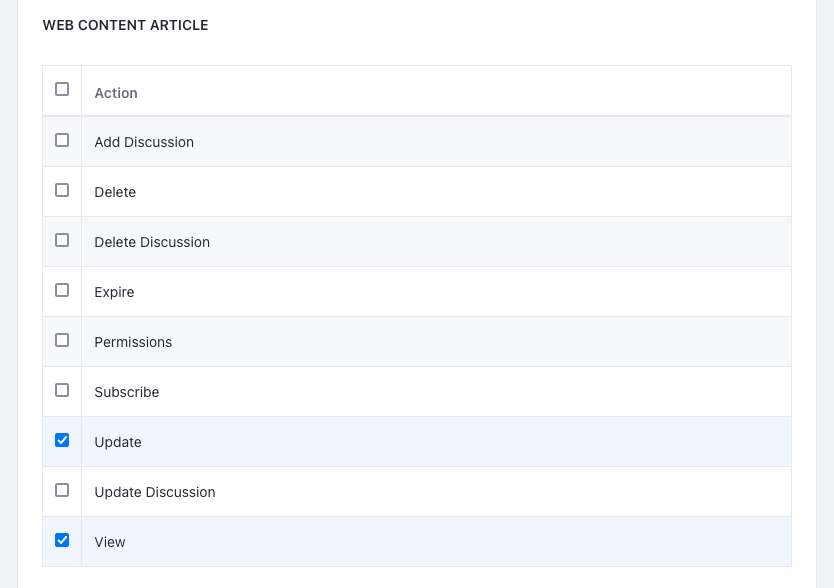 WEB CONTENT ARTICLE
Action
Add Discussion
Delete
Delete Discussion
Expire
Permissions
Subscribe
Update
Update Discussion
View